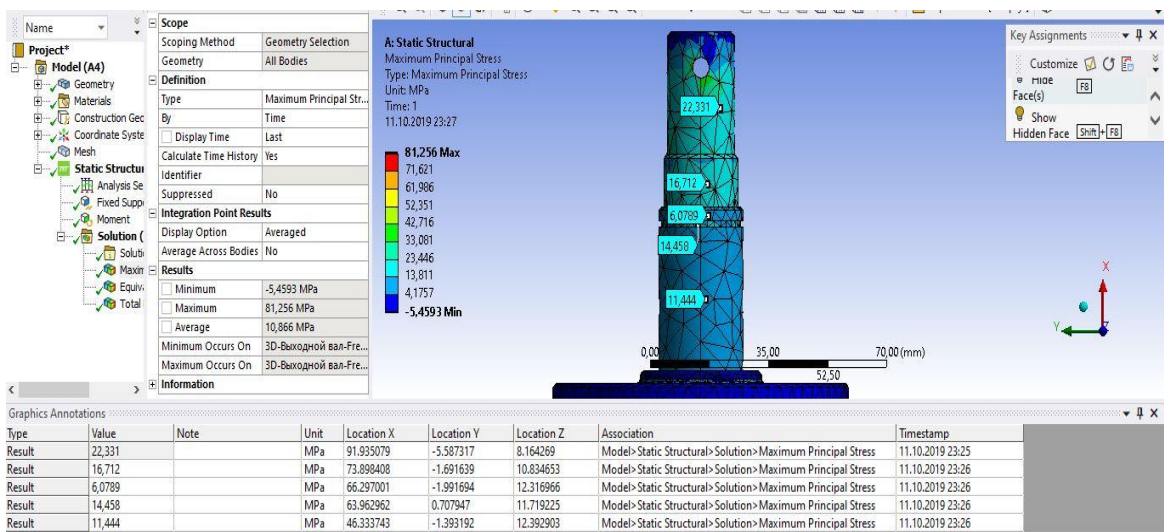 Name
Project*
Model (A4)
Geometry
Materials
Construction Geo
Coordinate Syste
Mesh
Static Structur
Analysis Se
Fixed Suppo
Moment
Solution (
Soluti
Maxin
Equiv
Total
Scope
Scoping Method Geometry Selection
Geometry All Bodies
Definition
Type Maximum Principal Str...
By Time
Display Time Last
Calculate Time History Yes
Identifier
Suppressed No
Integration Point Results
Display Option Averaged
Average Across Bodies No
Results
Minimum -5,4593 MPa
Maximum 81,256 MPa
Average 10,866 MPa
Minimum Occurs On 3D-Выходной вал-Fre...
Maximum Occurs On 3D-Выходной вал-Fre...
Information
A: Static Structural
Maximum Principal Stress
Type: Maximum Principal Stress
Unit: MPa
Time: 1
11.10.2019 23:27
81,256 Max
71,621
61,986
52,351
42,716
33,081
23,446
13,811
4,1757
-5,4593 Min
22,331
16,712
6,0789
14,458
11,444
0,00 35,00 70,00 (mm)
52,50
X
Y
Z
Key Assignments
Customize
Hide
Face(s) F8
Show
Hidden Face Shift + F8
Graphics Annotations
Type Value Note Unit Location X Location Y Location Z Association Timestamp
Result 22,331 MPa 91.935079 -5.587317 8.164269 Model>Static Structural>Solution>Maximum Principal Stress 11.10.2019 23:25
Result 16,712 MPa 73.898408 -1.691639 10.834653 Model>Static Structural>Solution>Maximum Principal Stress 11.10.2019 23:26
Result 6,0789 MPa 66.297001 -1.991694 12.316966 Model>Static Structural>Solution>Maximum Principal Stress 11.10.2019 23:26
Result 14,458 MPa 63.962962 0.707947 11.719225 Model>Static Structural>Solution>Maximum Principal Stress 11.10.2019 23:26
Result 11,444 MPa 46.333743 -1.393192 12.392903 Model>Static Structural>Solution>Maximum Principal Stress 11.10.2019 23:26